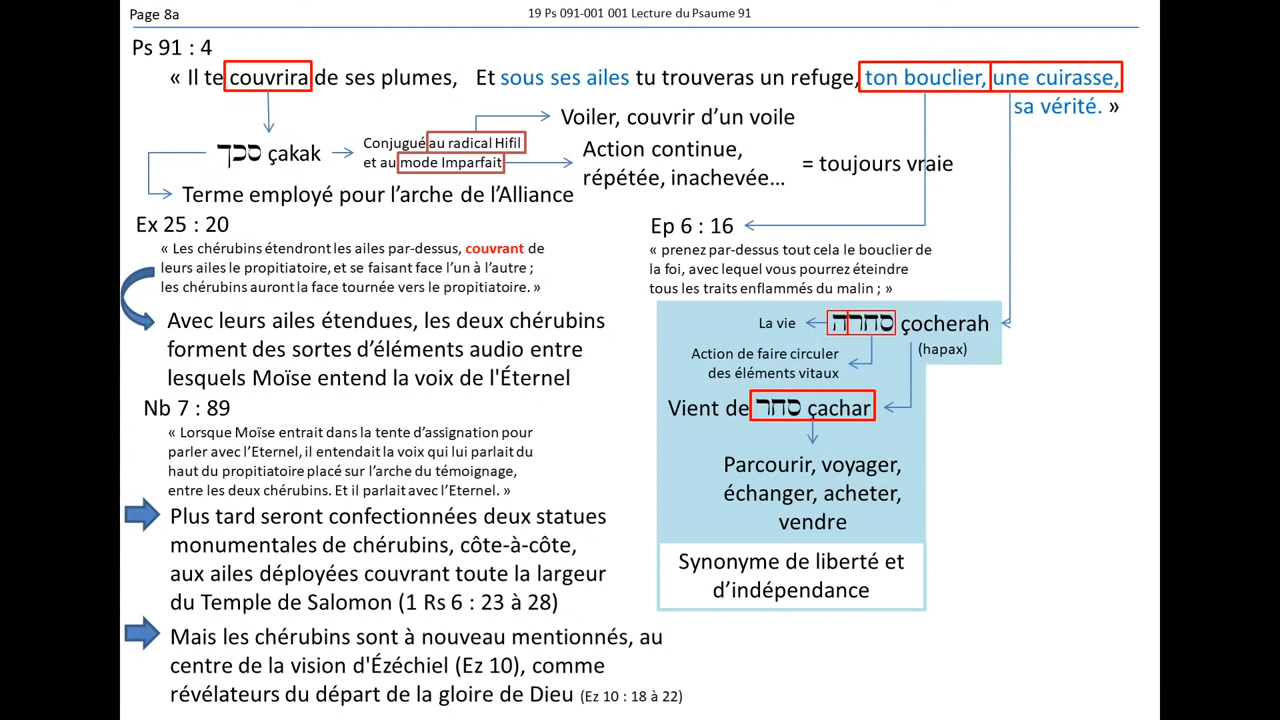 Page 8a
19 Ps 091-001 001 Lecture du Psaume 91
Ps 91 : 4
« Il te couvrira de ses plumes, Et sous ses ailes tu trouveras un refuge, ton bouclier, une cuirasse,
sa vérité. »
Voiler, couvrir d’un voile
סכך çakak
Conjugué au radical Hifil
et au mode Imparfait
Action continue,
répétée, inachevée…
= toujours vraie
Terme employé pour l’arche de l’Alliance
Ex 25 : 20
« Les chérubins étendront les ailes par-dessus, couvrant de
leurs ailes le propitiatoire, et se faisant face l’un à l’autre ;
les chérubins auront la face tournée vers le propitiatoire. »
Avec leurs ailes étendues, les deux chérubins
forment des sortes d’éléments audio entre
lesquels Moïse entend la voix de l'Éternel
Nb 7 : 89
« Lorsque Moïse entrait dans la tente d’assignation pour
parler avec l’Eternel, il entendait la voix qui lui parlait du
haut du propitiatoire placé sur l’arche du témoignage,
entre les deux chérubins. Et il parlait avec l’Eternel. »
Plus tard seront confectionnées deux statues
monumentales de chérubins, côte-à-côte,
aux ailes déployées couvrant toute la largeur
du Temple de Salomon (1 Rs 6 : 23 à 28)
Mais les chérubins sont à nouveau mentionnés, au
centre de la vision d'Ézéchiel (Ez 10), comme
révélateurs du départ de la gloire de Dieu (Ez 10 : 18 à 22)
Ep 6 : 16
« prenez par-dessus tout cela le bouclier de
la foi, avec lequel vous pourrez éteindre
tous les traits enflammés du malin ; »
La vie
סחרה çocherah
(hapax)
Action de faire circuler
des éléments vitaux
Vient de סחר çachar
Parcourir, voyager,
échanger, acheter,
vendre
Synonyme de liberté et
d’indépendance